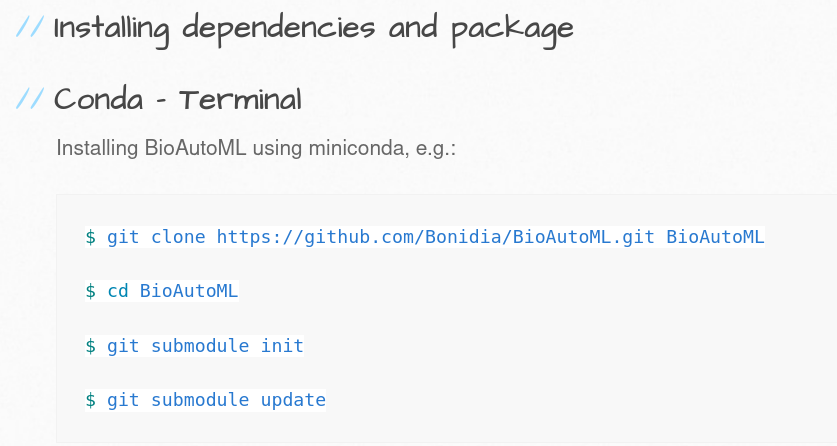 // Installing dependencies and package
// Conda - Terminal
Installing BioAutoML using miniconda, e.g.:
$ git clone https://github.com/Bonidia/BioAutoML.git BioAutoML
$ cd BioAutoML
$ git submodule init
$ git submodule update